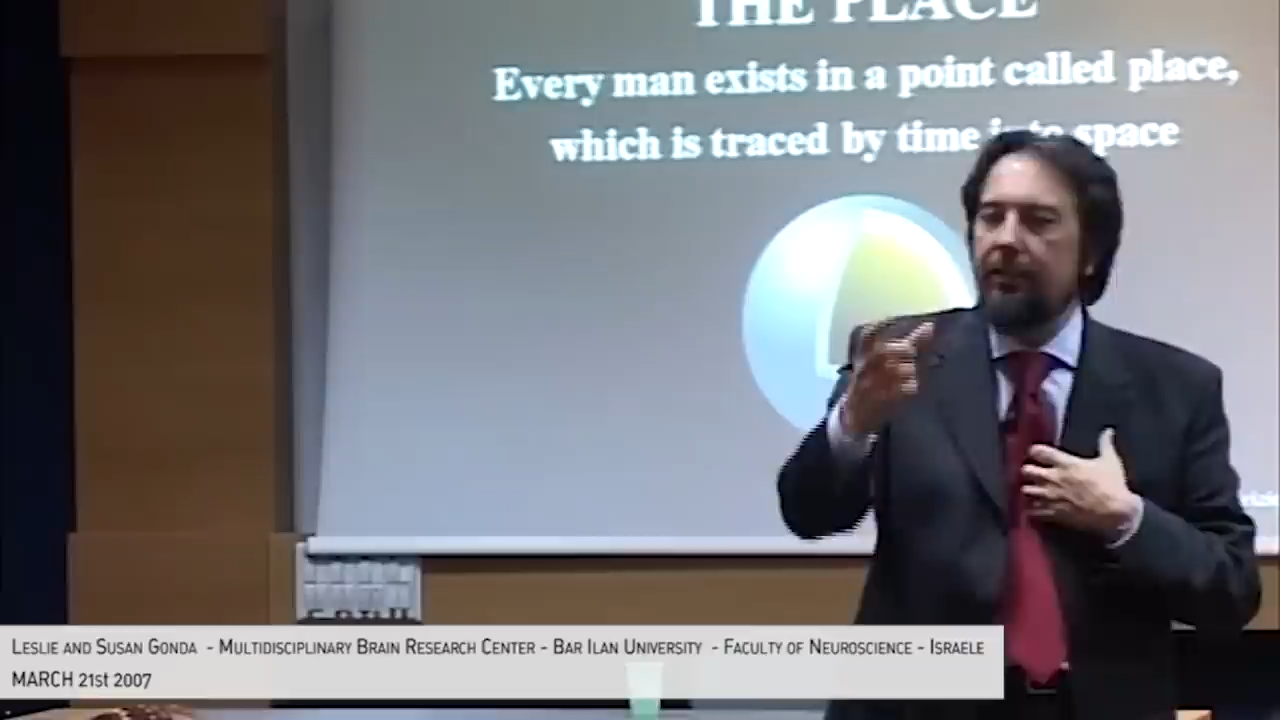 THE PLACE
Every man exists in a point called place,
which is traced by time into space
LESLIE AND SUSAN GONDA - MULTIDISCIPLINARY BRAIN RESEARCH CENTER - BAR ILAN UNIVERSITY - FACULTY OF NEUROSCIENCE - ISRAELE
MARCH 21st 2007